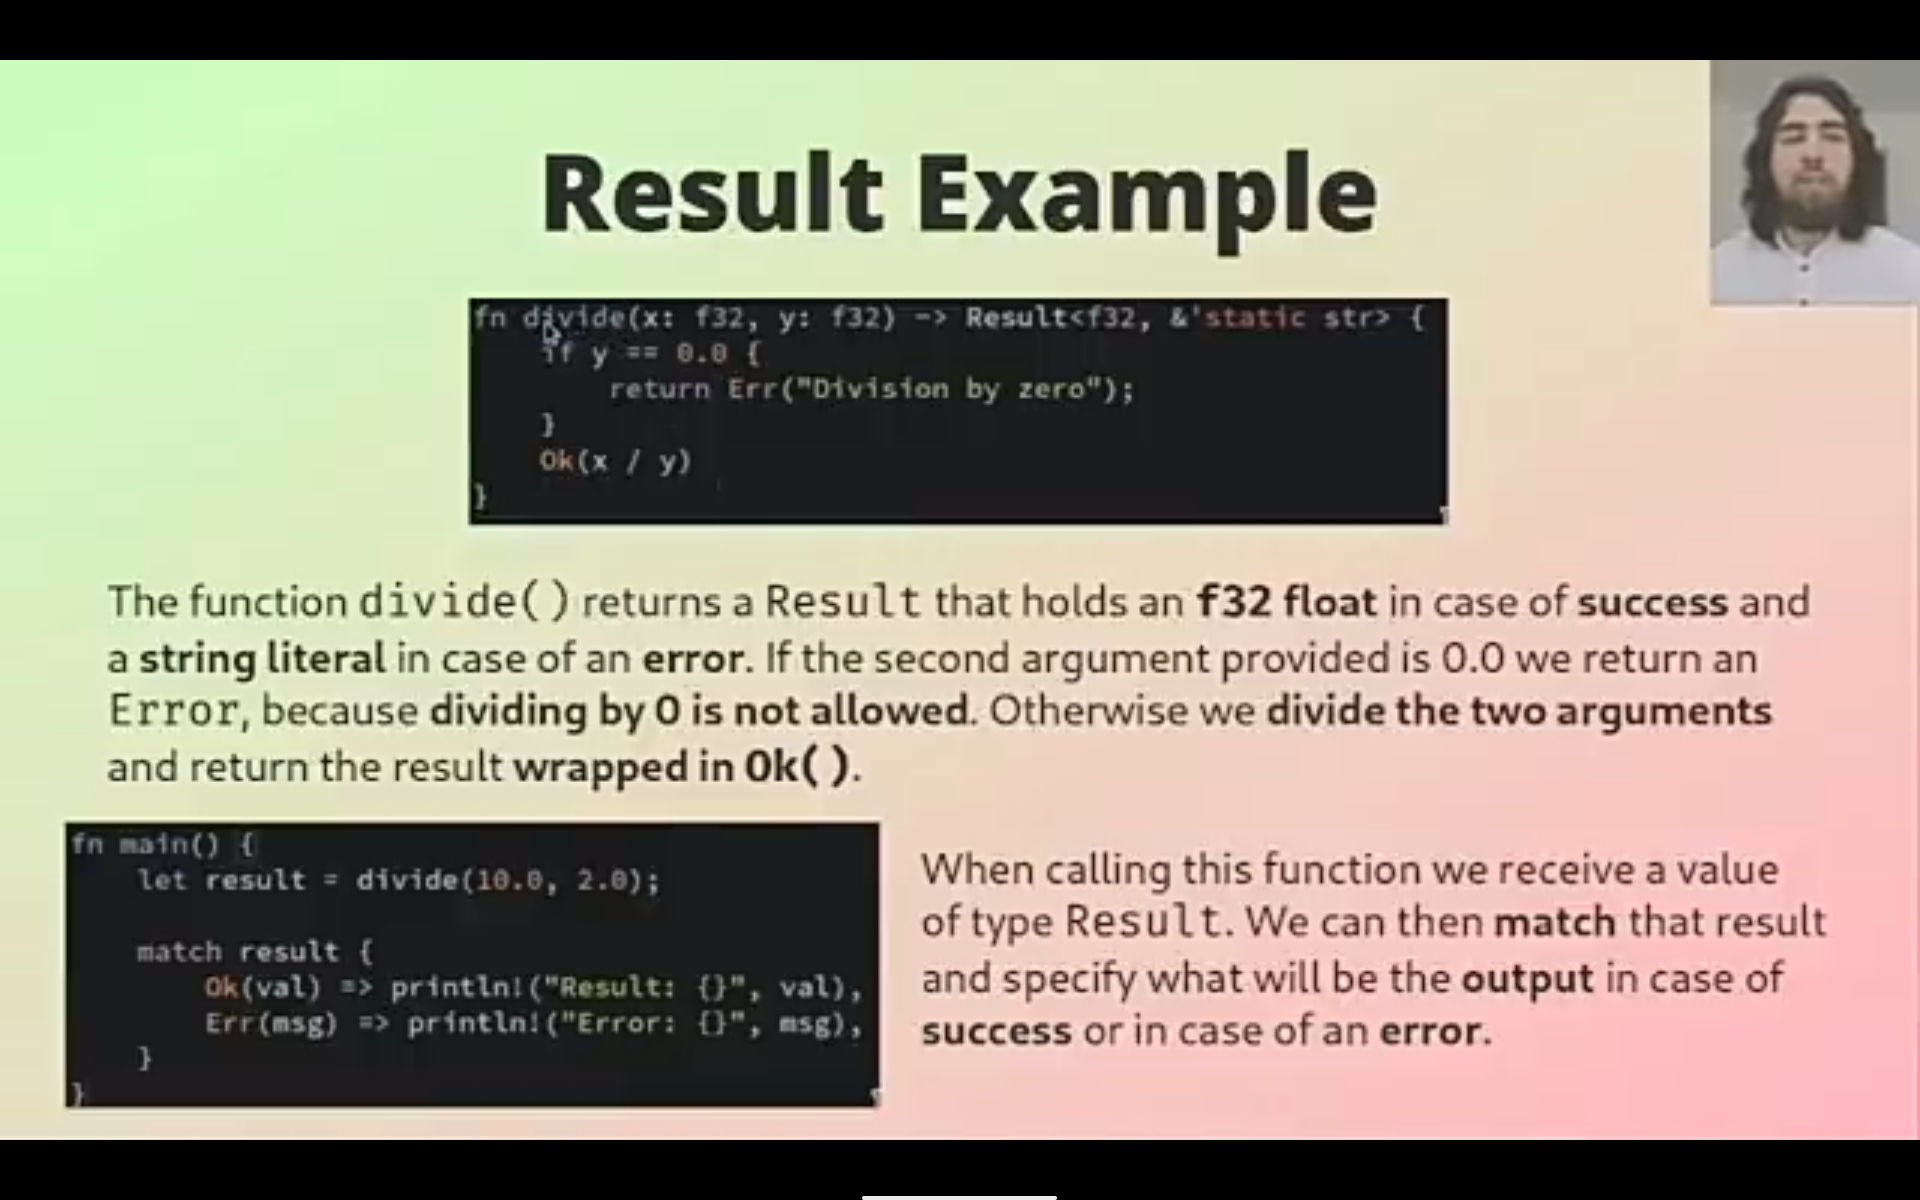 Result Example
fn divide(x: f32, y: f32) -> Result<f32, &'static str> {
if y == 0.0 {
return Err("Division by zero");
}
Ok(x / y)
}
The function divide() returns a Result that holds an f32 float in case of success and
a string literal in case of an error. If the second argument provided is 0.0 we return an
Error, because dividing by 0 is not allowed. Otherwise we divide the two arguments
and return the result wrapped in Ok().
fn main() {
let result = divide(10.0, 2.0);
match result {
Ok(val) => println!("Result: {}", val),
Err(msg) => println!("Error: {}", msg),
}
}
When calling this function we receive a value
of type Result. We can then match that result
and specify what will be the output in case of
success or in case of an error.